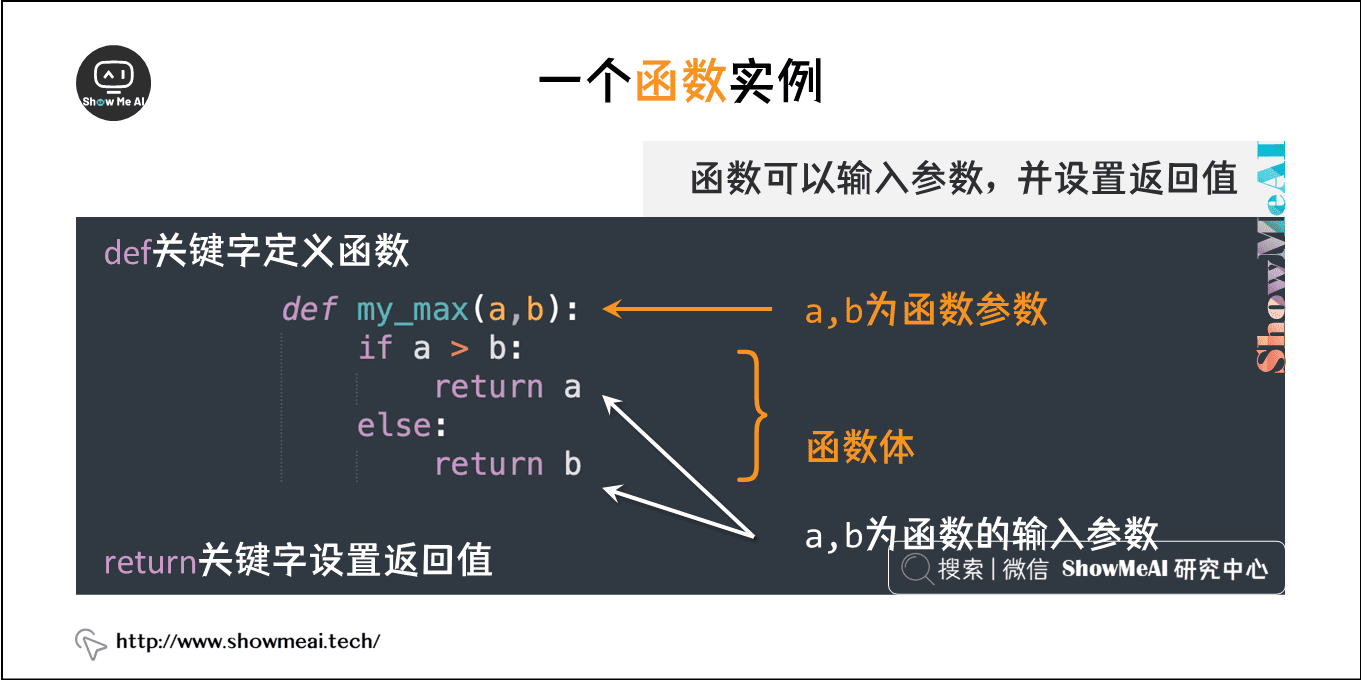 Show Me AI
一个函数实例
函数可以输入参数，并设置返回值
ShowMeAI
def关键字定义函数
def my_max(a,b):
a,b为函数参数
if a > b:
return a
else:
函数体
return b
a,b为函数的输入参数
return关键字设置返回值
搜索 | 微信 ShowMeAI 研究中心
http://www.showmeai.tech/